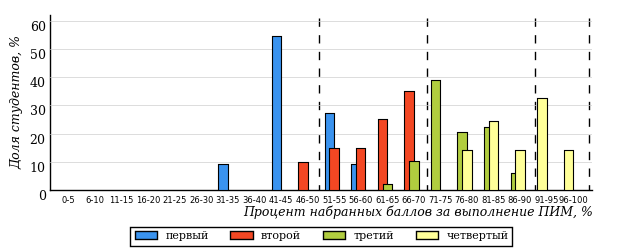 Доля студентов, %
60
50
40
30
20
10
0
0-5 6-10 11-15 16-20 21-25 26-30 31-35 36-40 41-45 46-50 51-55 56-60 61-65 66-70 71-75 76-80 81-85 86-90 91-95 96-100
Процент набранных баллов за выполнение ПИМ, %
первый второй третий четвертый